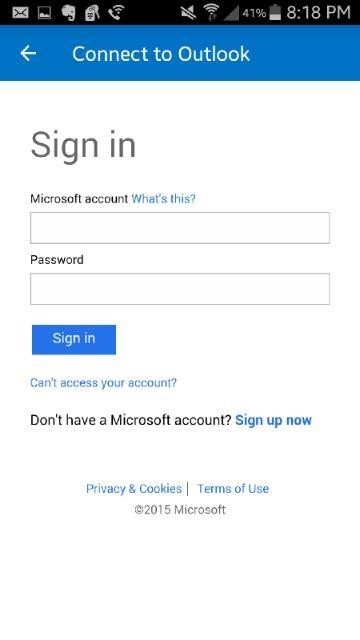 41% 8:18 PM
Connect to Outlook
Sign in
Microsoft account What's this?
Password
Sign in
Can't access your account?
Don't have a Microsoft account? Sign up now
Privacy & Cookies | Terms of Use
©2015 Microsoft